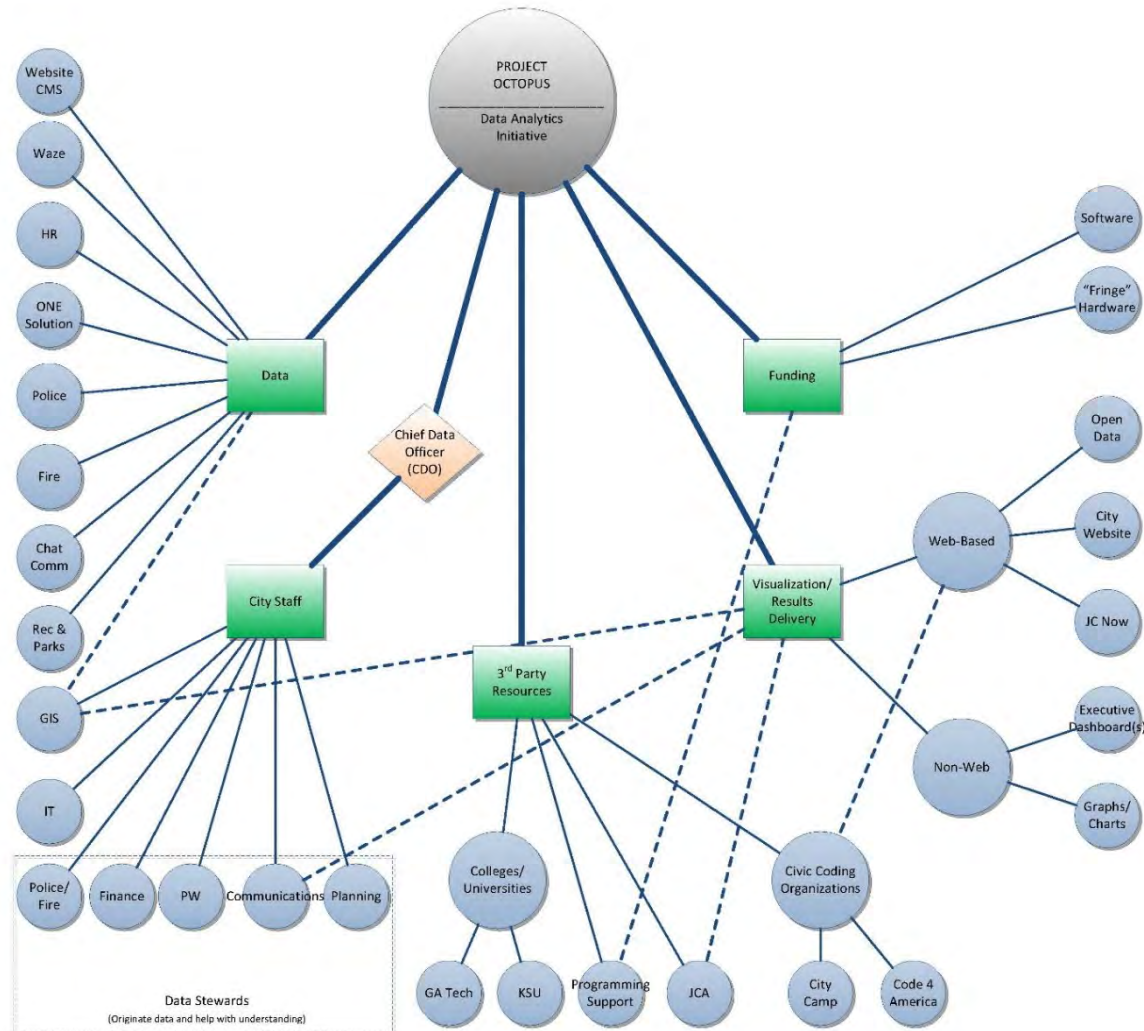 PROJECT
OCTOPUS
Data Analytics
Initiative
Website
CMS
Waze
HR
ONE
Solution
Police
Fire
Chat
Comm
Rec &
Parks
GIS
IT
Data
Chief Data
Officer
(CDO)
City Staff
3rd Party
Resources
Funding
Visualization/
Results
Delivery
Software
“Fringe”
Hardware
Open
Data
Web-Based
City
Website
JC Now
Executive
Dashboard(s)
Non-Web
Graphs/
Charts
Police/
Fire
Finance
PW
Communications
Planning
Data Stewards
(Originate data and help with understanding)
Colleges/
Universities
Civic Coding
Organizations
GA Tech
KSU
Programming
Support
JCA
City
Camp
Code 4
America